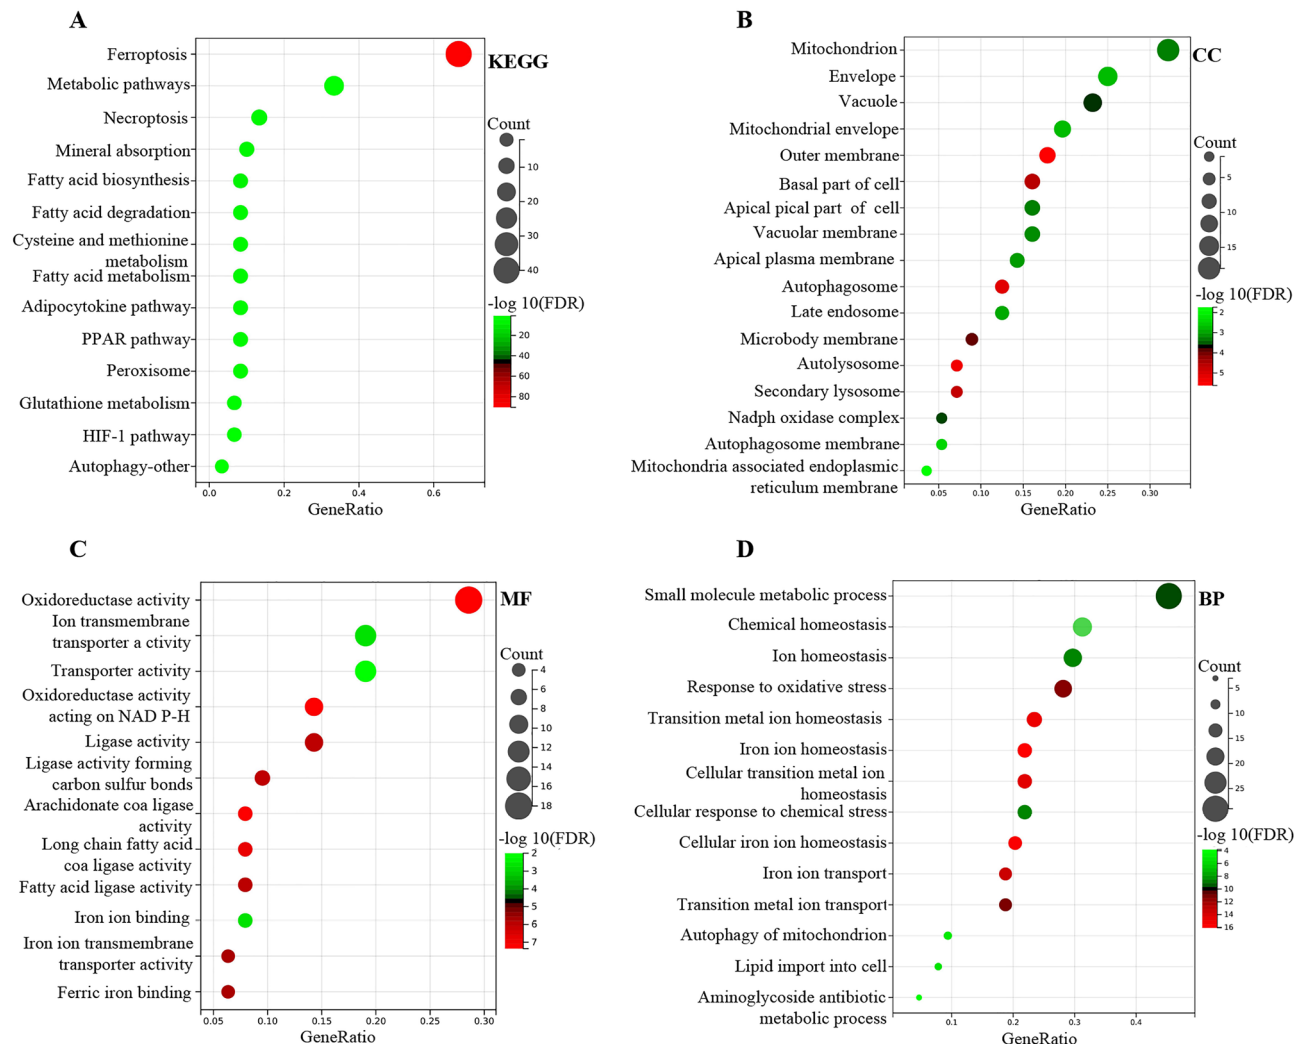 A
Ferroptosis
Metabolic pathways
Necroptosis
Mineral absorption
Fatty acid biosynthesis
Fatty acid degradation
Cysteine and methionine
metabolism
Fatty acid metabolism
Adipocytokine pathway
PPAR pathway
Peroxisome
Glutathione metabolism
HIF-1 pathway
Autophagy-other
0.0 0.2 0.4 0.6
GeneRatio
KEGG
Count
10
20
30
40
-log 10(FDR)
20
40
60
80
B
Mitochondrion
Envelope
Vacuole
Mitochondrial envelope
Outer membrane
Basal part of cell
Apical pical part of cell
Vacuolar membrane
Apical plasma membrane
Autophagosome
Late endosome
Microbody membrane
Autolysosome
Secondary lysosome
Nadph oxidase complex
Autophagosome membrane
Mitochondria associated endoplasmic
reticulum membrane
0.05 0.10 0.15 0.20 0.25 0.30
GeneRatio
CC
Count
5
10
15
-log 10(FDR)
2
3
4
5
C
Oxidoreductase activity
Ion transmembrane
transporter a ctivity
Transporter activity
Oxidoreductase activity
acting on NAD P-H
Ligase activity
Ligase activity forming
carbon sulfur bonds
Arachidonate coa ligase
activity
Long chain fatty acid
coa ligase activity
Fatty acid ligase activity
Iron ion binding
Iron ion transmembrane
transporter activity
Ferric iron binding
0.05 0.10 0.15 0.20 0.25 0.30
GeneRatio
MF
Count
4
6
8
10
12
14
16
18
-log 10(FDR)
2
3
4
5
6
7
D
Small molecule metabolic process
Chemical homeostasis
Ion homeostasis
Response to oxidative stress
Transition metal ion homeostasis
Iron ion homeostasis
Cellular transition metal ion
homeostasis
Cellular response to chemical stress
Cellular iron ion homeostasis
Iron ion transport
Transition metal ion transport
Autophagy of mitochondrion
Lipid import into cell
Aminoglycoside antibiotic
metabolic process
0.1 0.2 0.3 0.4
GeneRatio
BP
Count
5
10
15
20
25
-log 10(FDR)
4
6
8
10
12
14
16